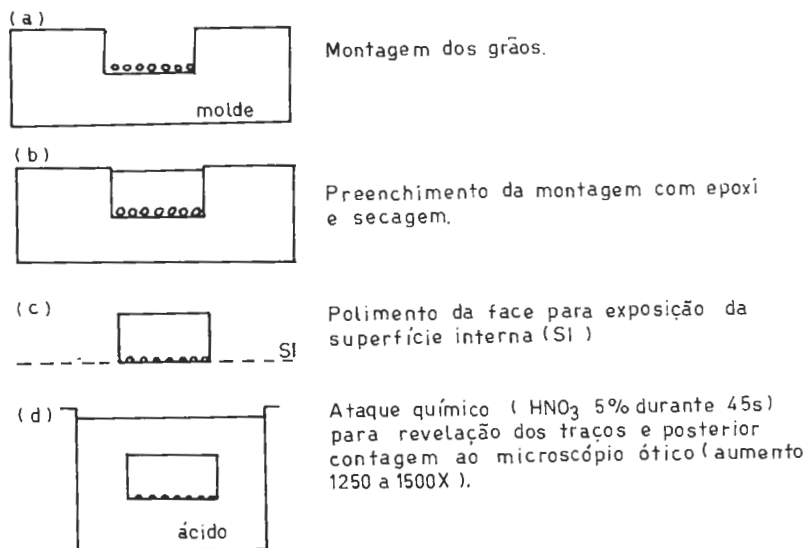 (a)
Montagem dos grãos.
molde
(b)
Preenchimento da montagem com epoxi
e secagem.
(c)
Polimento da face para exposição da
superfície interna (SI)
SI
(d)
Ataque químico ( HNO3 5% durante 45s)
para revelação dos traços e posterior
contagem ao microscópio ótico (aumento
1250 a 1500X ).
ácido